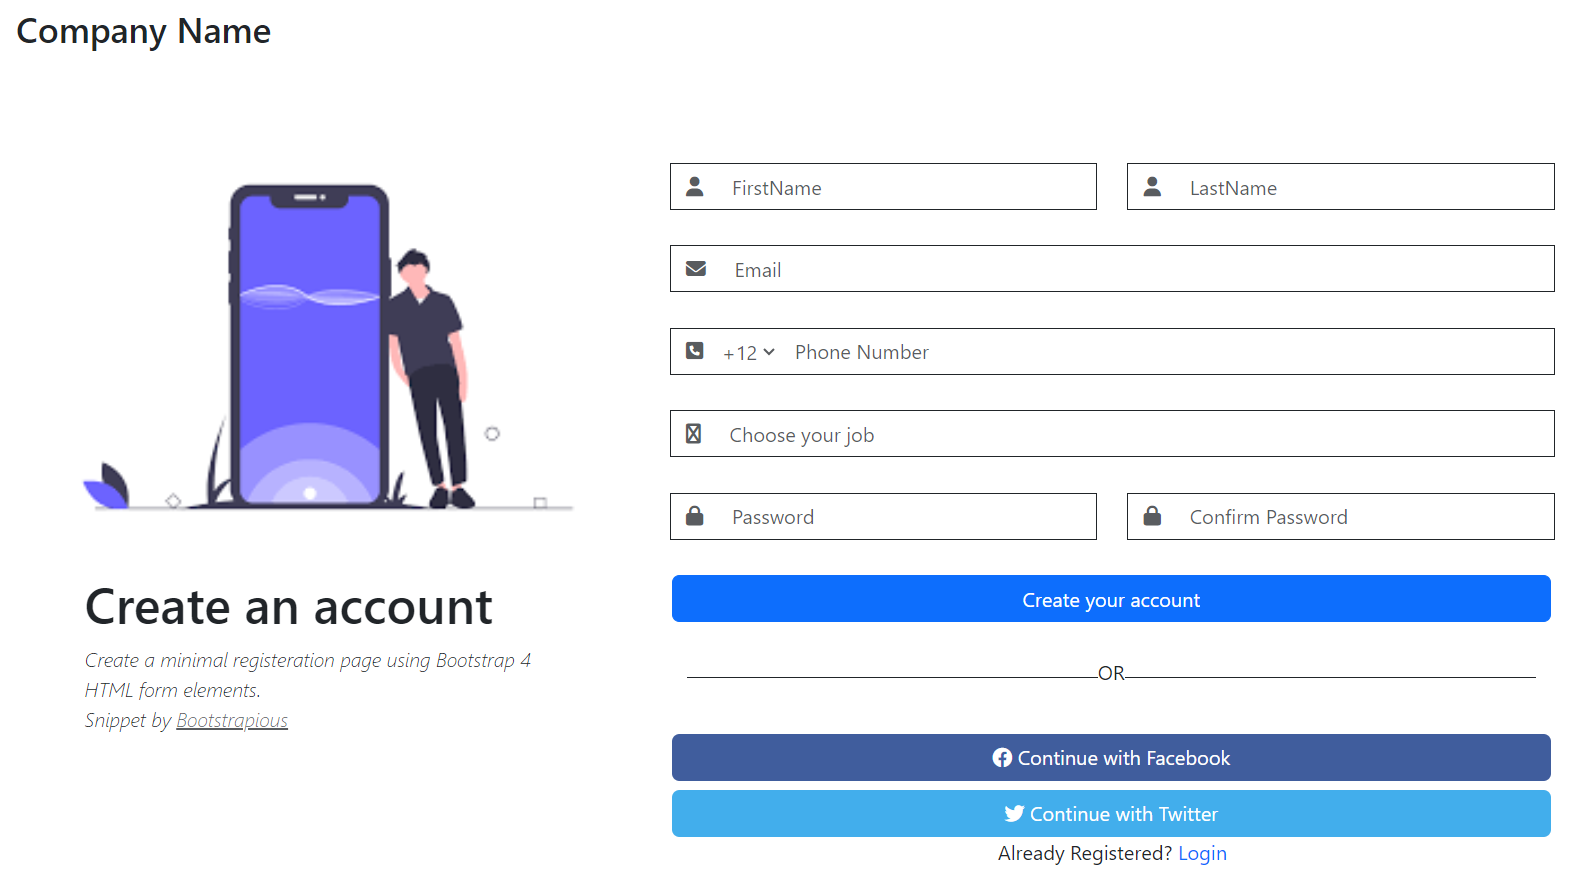 Company Name
FirstName
LastName
Email
+12 Phone Number
Choose your job
Password
Confirm Password
Create your account
OR
Continue with Facebook
Continue with Twitter
Already Registered? Login
Create an account
Create a minimal registeration page using Bootstrap 4
HTML form elements.
Snippet by Bootstrapious